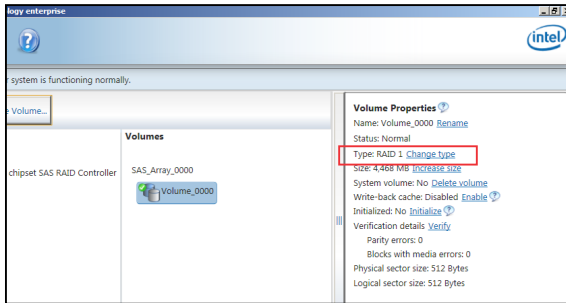 ology enterprise
intel
r system is functioning normally.
e Volume...
Volumes
chipset SAS RAID Controller
SAS_Array_0000
Volume_0000
Volume Properties
Name: Volume_0000 Rename
Status: Normal
Type: RAID 1 Change type
Size: 4,468 MB Increase size
System volume: No Delete volume
Write-back cache: Disabled Enable
Initialized: No Initialize
Verification details Verify
Parity errors: 0
Blocks with media errors: 0
Physical sector size: 512 Bytes
Logical sector size: 512 Bytes